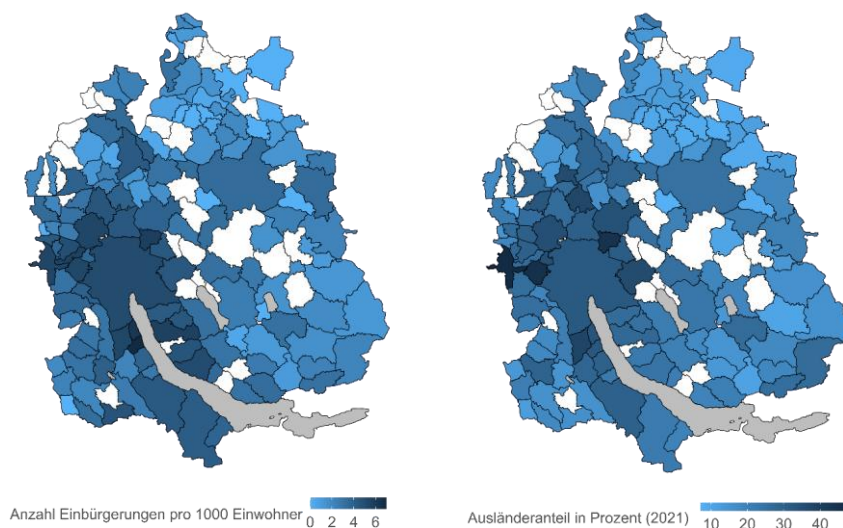 Anzahl Einbürgerungen pro 1000 Einwohner
0 2 4 6
Ausländeranteil in Prozent (2021)
10 20 30 40